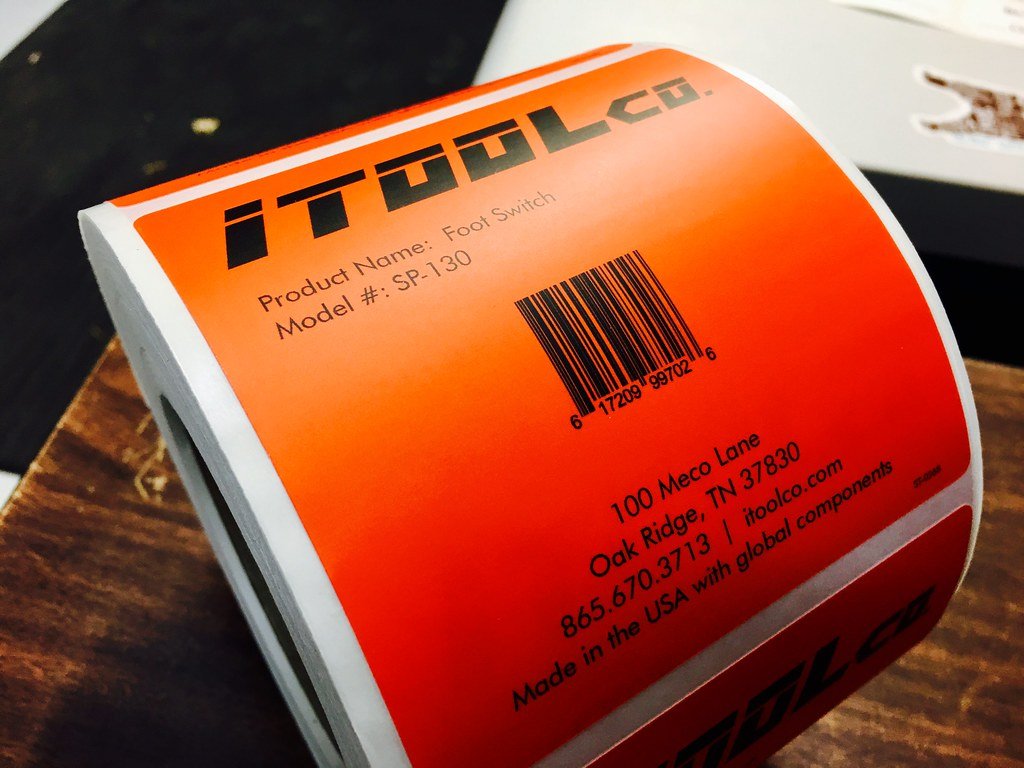 iTOOLco.
Product Name: Foot Switch
Model #: SP-130
6 17209 99702 6
100 Meco Lane
Oak Ridge, TN 37830
865.670.3713 | itoolco.com
Made in the USA with global components
iTOOLco